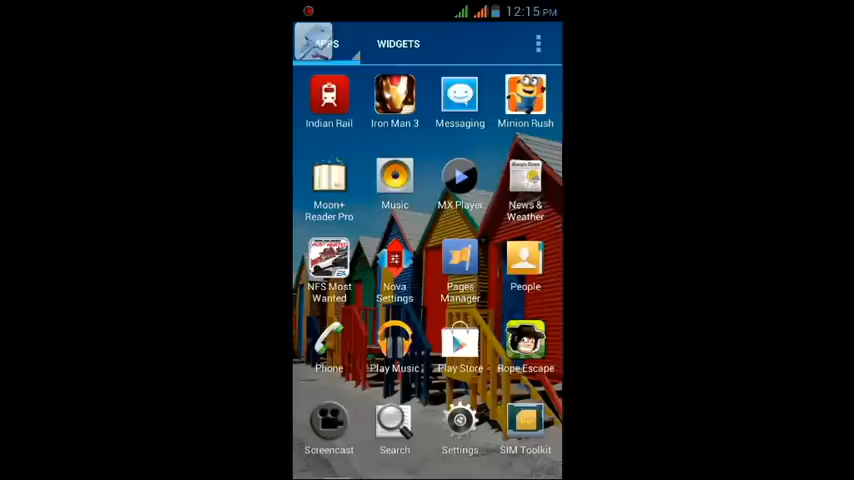 12:15 PM
APPS WIDGETS
Indian Rail Iron Man 3 Messaging Minion Rush
Moon+ Reader Pro Music MX Player News & Weather
NFS Most Wanted Nova Settings Pages Manager People
Phone Play Music Play Store Rope Escape
Screencast Search Settings SIM Toolkit